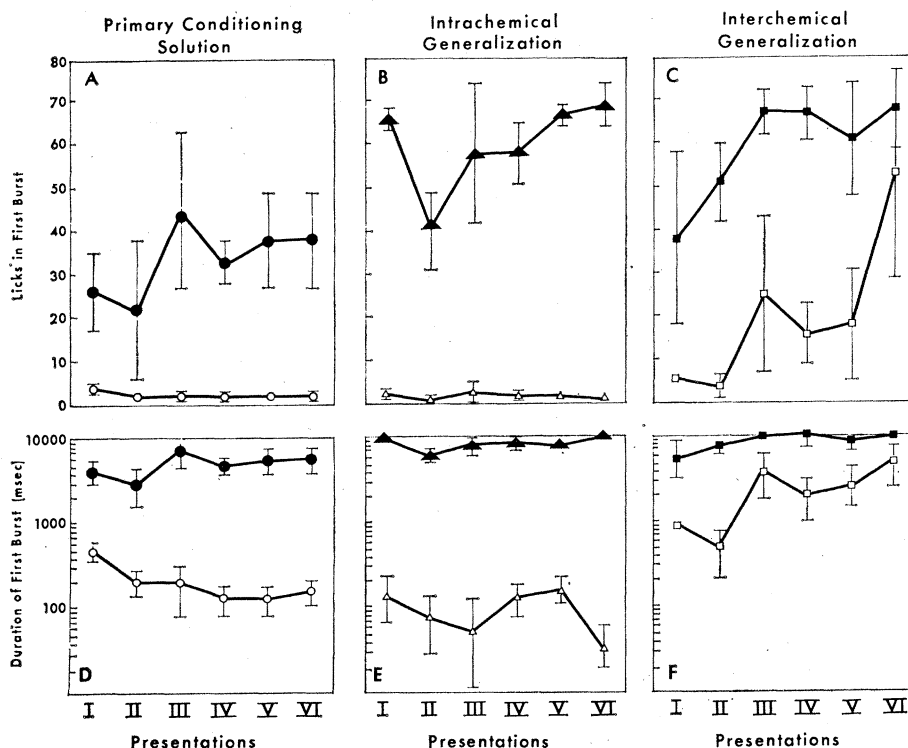 Primary Conditioning
Solution
Intrachemical
Generalization
Interchemical
Generalization
A
B
C
Licks in First Burst
80
70
60
50
40
30
20
10
0
D
E
F
Duration of First Burst (msec)
10000
1000
100
I II III IV V VI
I II III IV V VI
I II III IV V VI
Presentations
Presentations
Presentations